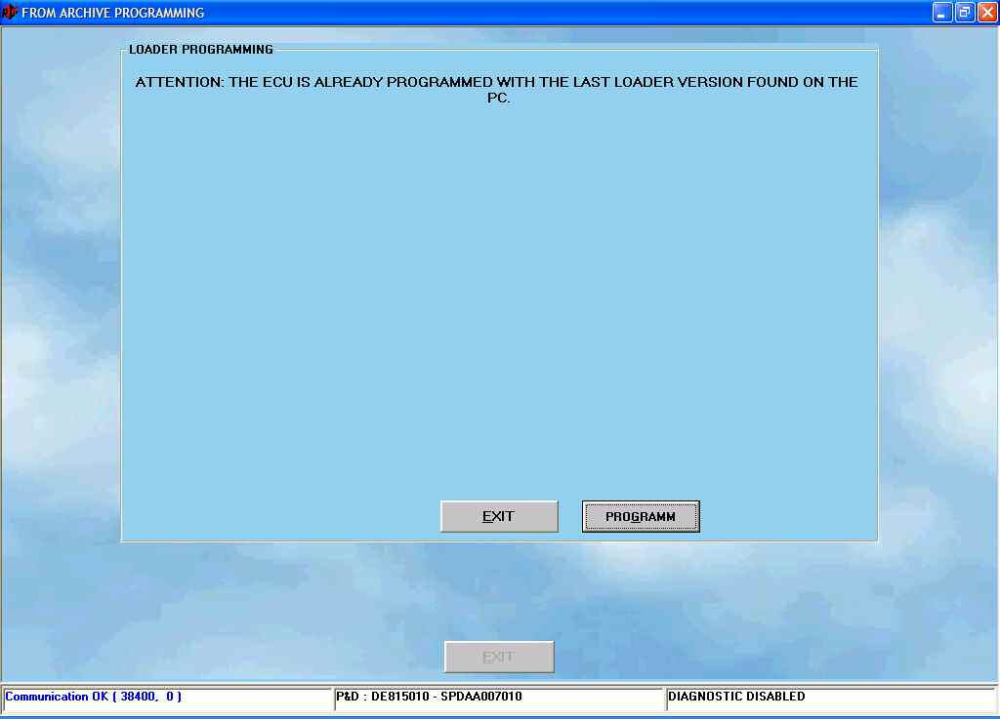 FROM ARCHIVE PROGRAMMING
LOADER PROGRAMMING
ATTENTION: THE ECU IS ALREADY PROGRAMMED WITH THE LAST LOADER VERSION FOUND ON THE
PC.
EXIT
PROGRAMM
EXIT
Communication OK ( 38400, 0 )
P&D : DE815010 - SPDAA007010
DIAGNOSTIC DISABLED